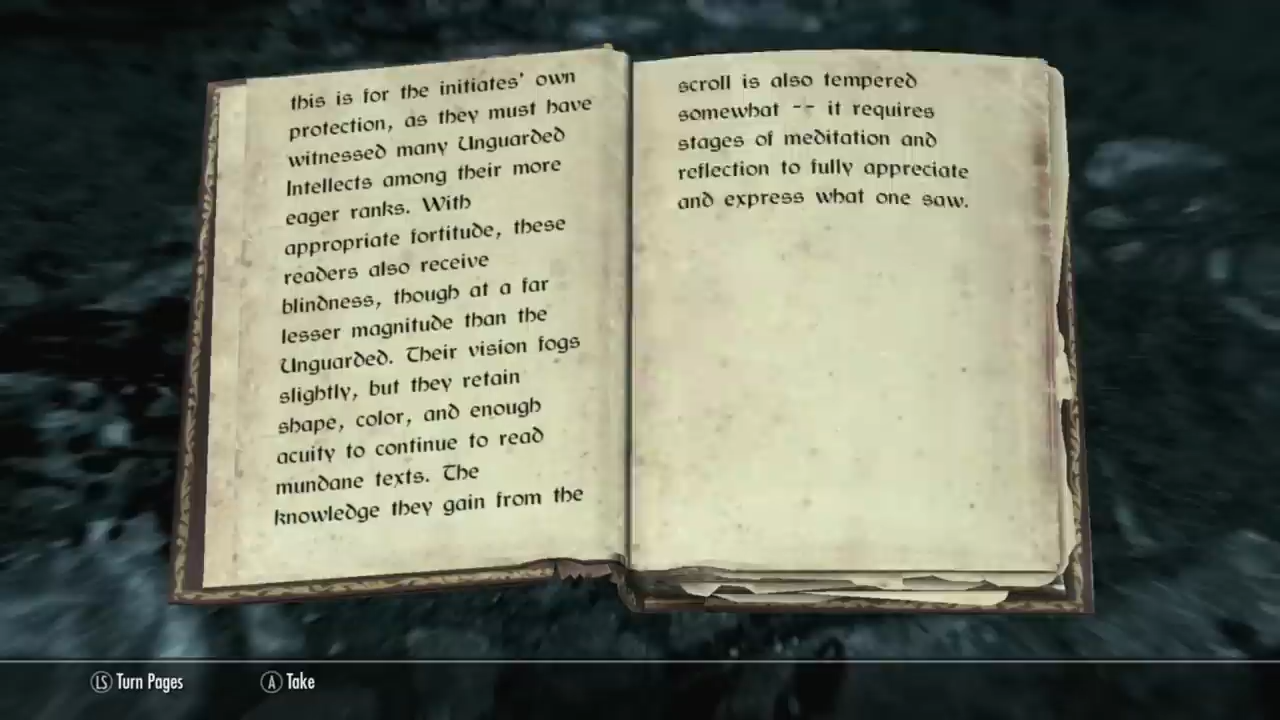 this is for the initiates' own
protection, as they must have
witnessed many Unguarded
Intellects among their more
eager ranks. With
appropriate fortitude, these
readers also receive
blindness, though at a far
lesser magnitude than the
Unguarded. Their vision fogs
slightly, but they retain
shape, color, and enough
acuity to continue to read
mundane texts. The
knowledge they gain from the
scroll is also tempered
somewhat -- it requires
stages of meditation and
reflection to fully appreciate
and express what one saw.
LS Turn Pages
A Take